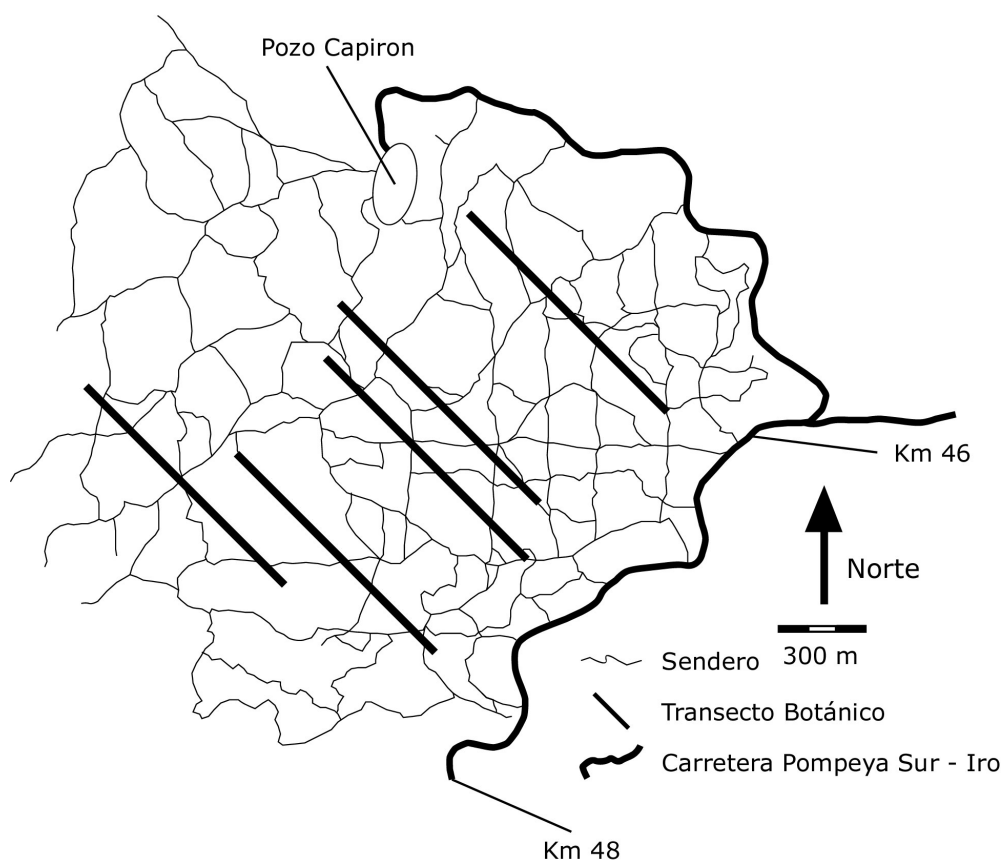 Pozo Capiron
Km 46
Norte
300 m
Sendero
Transecto Botánico
Carretera Pompeya Sur - Iro
Km 48